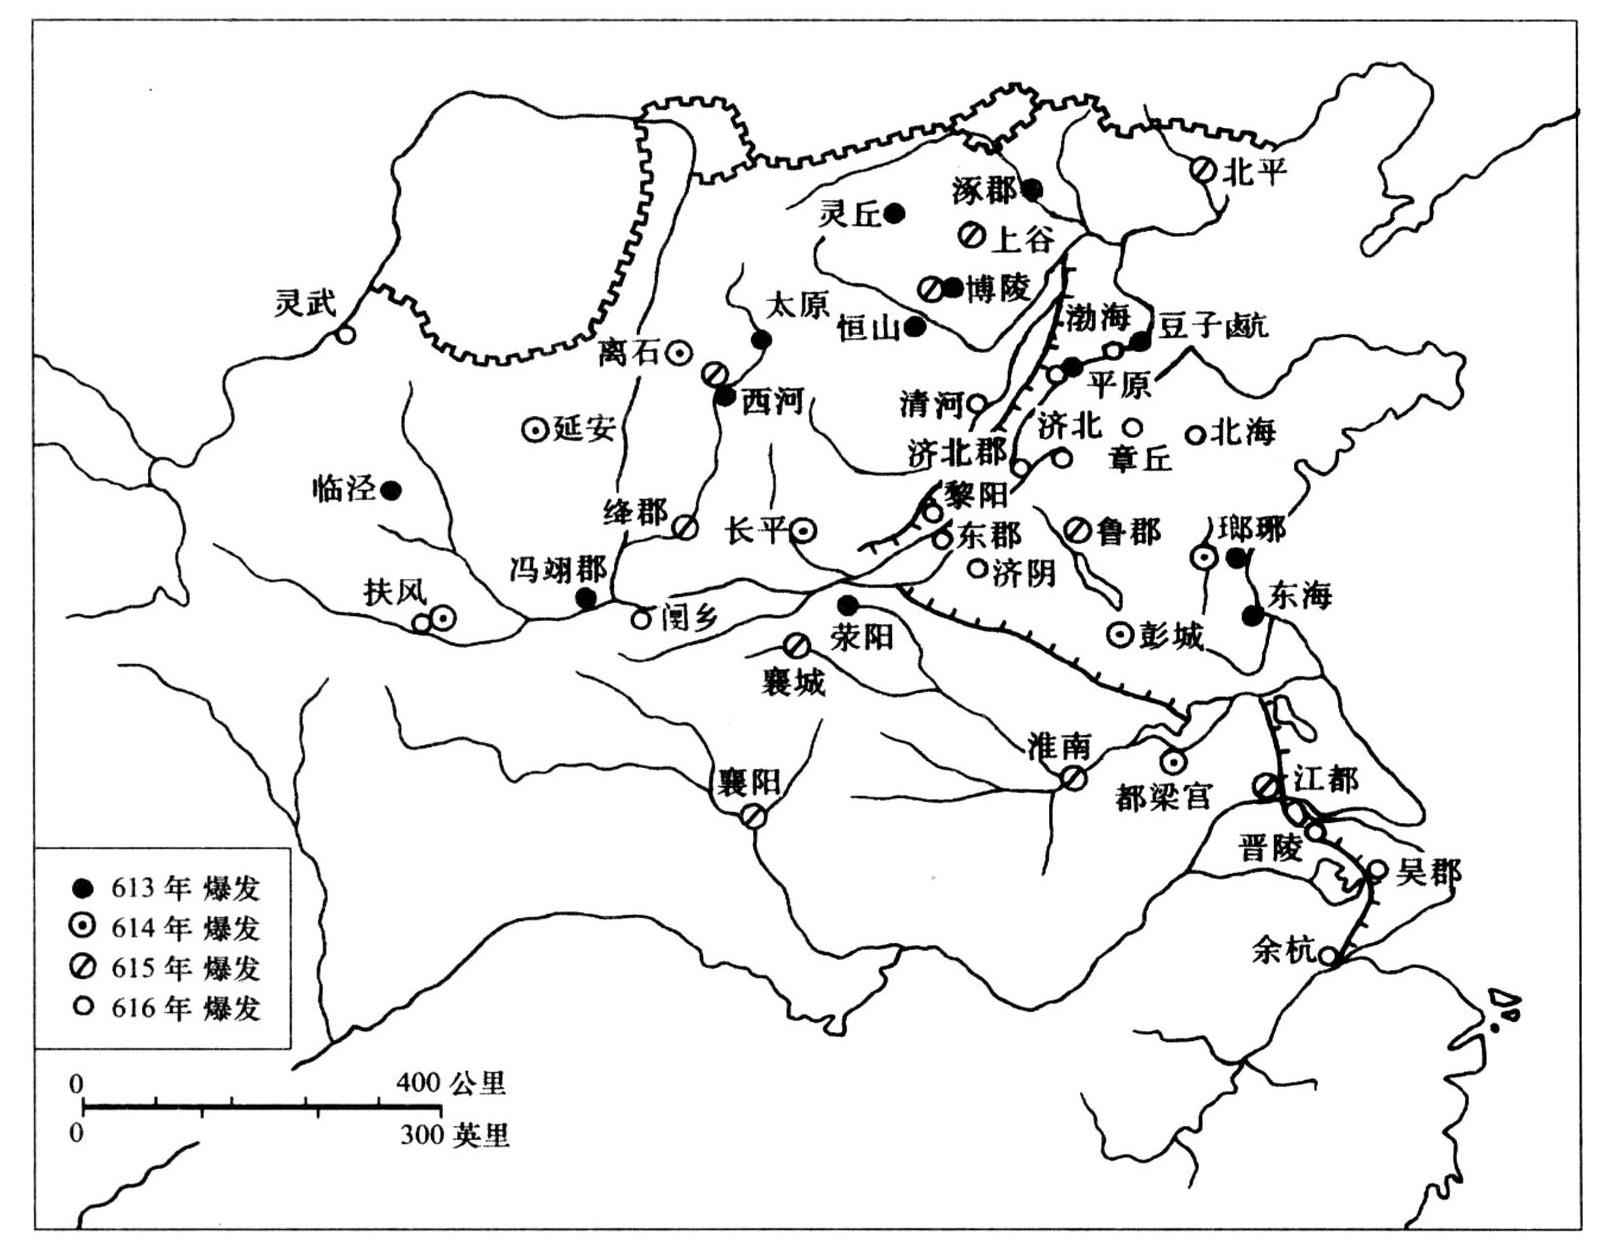 北平
涿郡
灵丘
上谷
博陵
灵武
太原
恒山
渤海
豆子䴚
离石
平原
西河
清河
济北
北海
延安
济北郡
章丘
临泾
黎阳
绛郡
长平
东郡
鲁郡
瑯琊
冯翊郡
济阴
扶风
东海
阌乡
荥阳
彭城
襄城
淮南
襄阳
都梁宫
江都
晋陵
吴郡
余杭
613 年 爆发
614 年 爆发
615 年 爆发
616 年 爆发
0 400 公里
0 300 英里